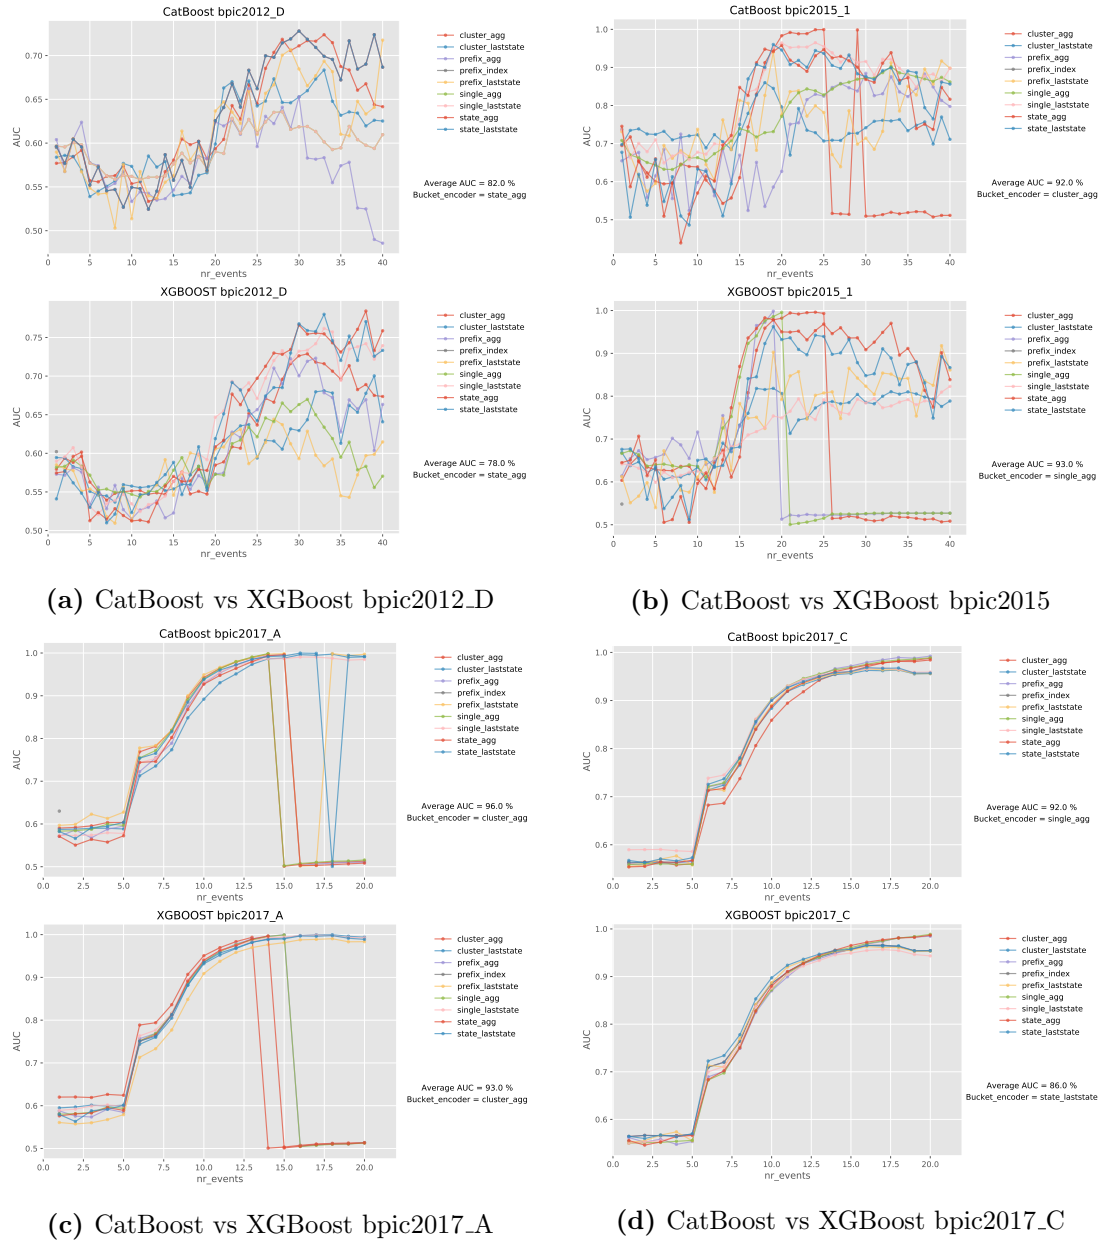 CatBoost bpic2012_D
AUC
0.70
0.65
0.60
0.55
0.50
0 5 10 15 20 25 30 35 40
nr_events
cluster_agg
cluster_laststate
prefix_agg
prefix_index
prefix_laststate
single_agg
single_laststate
state_agg
state_laststate
Average AUC = 82.0 %
Bucket_encoder = state_agg
XGBOOST bpic2012_D
AUC
0.75
0.70
0.65
0.60
0.55
0.50
0 5 10 15 20 25 30 35 40
nr_events
cluster_agg
cluster_laststate
prefix_agg
prefix_index
prefix_laststate
single_agg
single_laststate
state_agg
state_laststate
Average AUC = 78.0 %
Bucket_encoder = state_agg
(a) CatBoost vs XGBoost bpic2012_D
CatBoost bpic2015_1
AUC
1.0
0.9
0.8
0.7
0.6
0.5
0 5 10 15 20 25 30 35 40
nr_events
cluster_agg
cluster_laststate
prefix_agg
prefix_index
prefix_laststate
single_agg
single_laststate
state_agg
state_laststate
Average AUC = 92.0 %
Bucket_encoder = cluster_agg
XGBOOST bpic2015_1
AUC
1.0
0.9
0.8
0.7
0.6
0.5
0 5 10 15 20 25 30 35 40
nr_events
cluster_agg
cluster_laststate
prefix_agg
prefix_index
prefix_laststate
single_agg
single_laststate
state_agg
state_laststate
Average AUC = 93.0 %
Bucket_encoder = single_agg
(b) CatBoost vs XGBoost bpic2015
CatBoost bpic2017_A
AUC
1.0
0.9
0.8
0.7
0.6
0.5
0.0 2.5 5.0 7.5 10.0 12.5 15.0 17.5 20.0
nr_events
cluster_agg
cluster_laststate
prefix_agg
prefix_index
prefix_laststate
single_agg
single_laststate
state_agg
state_laststate
Average AUC = 96.0 %
Bucket_encoder = cluster_agg
XGBOOST bpic2017_A
AUC
1.0
0.9
0.8
0.7
0.6
0.5
0.0 2.5 5.0 7.5 10.0 12.5 15.0 17.5 20.0
nr_events
cluster_agg
cluster_laststate
prefix_agg
prefix_index
prefix_laststate
single_agg
single_laststate
state_agg
state_laststate
Average AUC = 93.0 %
Bucket_encoder = cluster_agg
(c) CatBoost vs XGBoost bpic2017_A
CatBoost bpic2017_C
AUC
1.0
0.9
0.8
0.7
0.6
0.0 2.5 5.0 7.5 10.0 12.5 15.0 17.5 20.0
nr_events
cluster_agg
cluster_laststate
prefix_agg
prefix_index
prefix_laststate
single_agg
single_laststate
state_agg
state_laststate
Average AUC = 92.0 %
Bucket_encoder = single_agg
XGBOOST bpic2017_C
AUC
1.0
0.9
0.8
0.7
0.6
0.0 2.5 5.0 7.5 10.0 12.5 15.0 17.5 20.0
nr_events
cluster_agg
cluster_laststate
prefix_agg
prefix_index
prefix_laststate
single_agg
single_laststate
state_agg
state_laststate
Average AUC = 86.0 %
Bucket_encoder = state_laststate
(d) CatBoost vs XGBoost bpic2017_C